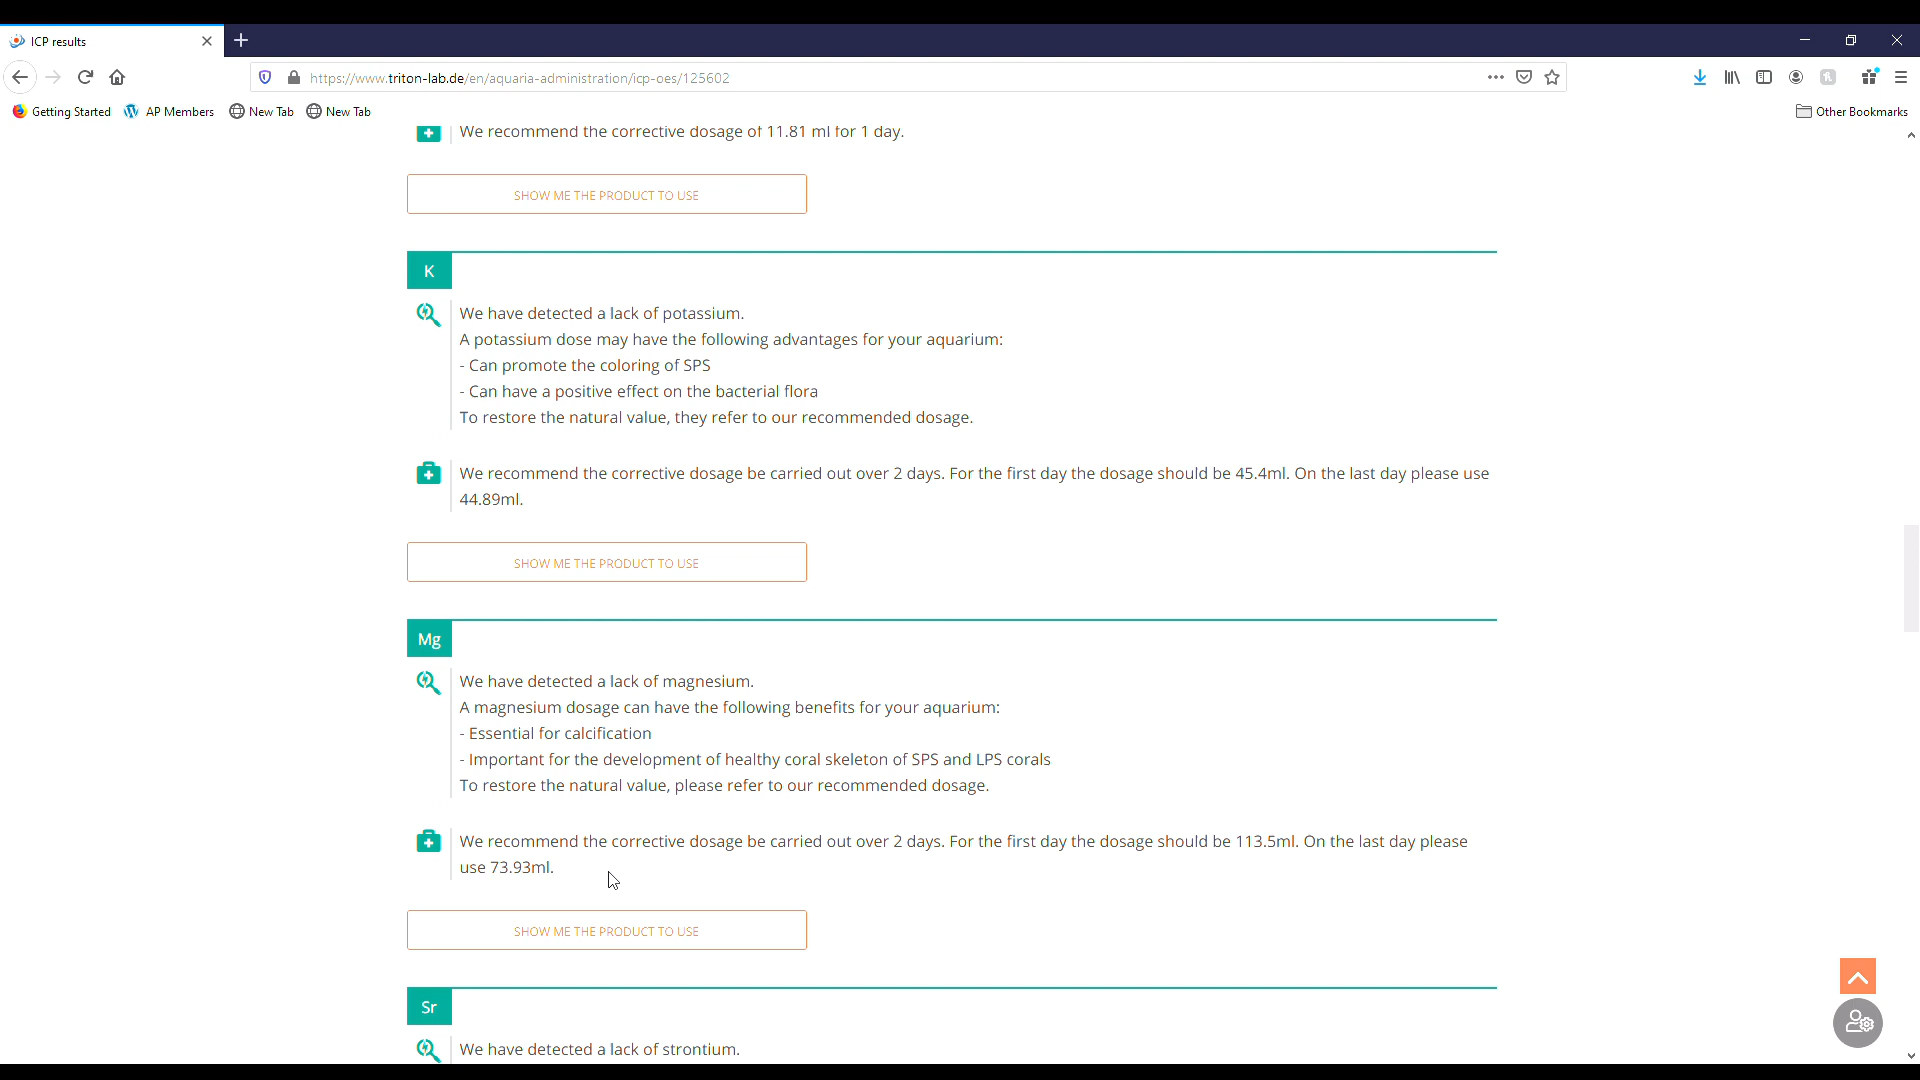 ICP results
https://www.triton-lab.de/en/aquaria-administration/icp-oes/125602
Getting Started
AP Members
New Tab
New Tab
Other Bookmarks
We recommend the corrective dosage of 11.81 ml for 1 day.
SHOW ME THE PRODUCT TO USE
K
We have detected a lack of potassium.
A potassium dose may have the following advantages for your aquarium:
- Can promote the coloring of SPS
- Can have a positive effect on the bacterial flora
To restore the natural value, they refer to our recommended dosage.
We recommend the corrective dosage be carried out over 2 days. For the first day the dosage should be 45.4ml. On the last day please use
44.89ml.
SHOW ME THE PRODUCT TO USE
Mg
We have detected a lack of magnesium.
A magnesium dosage can have the following benefits for your aquarium:
- Essential for calcification
- Important for the development of healthy coral skeleton of SPS and LPS corals
To restore the natural value, please refer to our recommended dosage.
We recommend the corrective dosage be carried out over 2 days. For the first day the dosage should be 113.5ml. On the last day please
use 73.93ml.
SHOW ME THE PRODUCT TO USE
Sr
We have detected a lack of strontium.